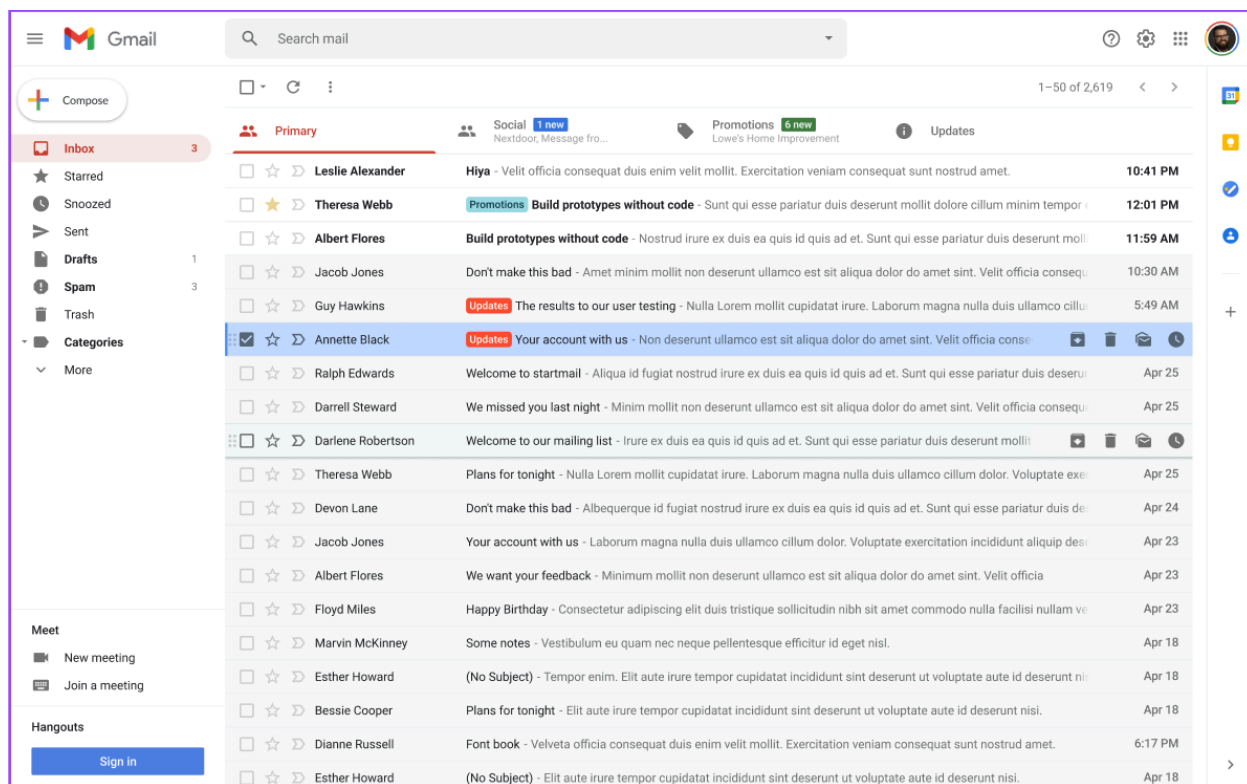 Gmail
Search mail
Compose
1–50 of 2,619
31
Primary
Social 1 new
Nextdoor, Message fro...
Promotions 6 new
Lowe's Home Improvement
Updates
Inbox 3
Starred
Snoozed
Sent
Drafts 1
Spam 3
Trash
Categories
More
Leslie Alexander Hiya - Velit officia consequat duis enim velit mollit. Exercitation veniam consequat sunt nostrud amet. 10:41 PM
Theresa Webb Promotions Build prototypes without code - Sunt qui esse pariatur duis deserunt mollit dolore cillum minim tempor 12:01 PM
Albert Flores Build prototypes without code - Nostrud irure ex duis ea quis id quis ad et. Sunt qui esse pariatur duis deserunt moll 11:59 AM
Jacob Jones Don't make this bad - Amet minim mollit non deserunt ullamco est sit aliqua dolor do amet sint. Velit officia consequ 10:30 AM
Guy Hawkins Updates The results to our user testing - Nulla Lorem mollit cupidatat irure. Laborum magna nulla duis ullamco cillu 5:49 AM
Annette Black Updates Your account with us - Non deserunt ullamco est sit aliqua dolor do amet sint. Velit officia conse
Ralph Edwards Welcome to startmail - Aliqua id fugiat nostrud irure ex duis ea quis id quis ad et. Sunt qui esse pariatur duis deseru Apr 25
Darrell Steward We missed you last night - Minim mollit non deserunt ullamco est sit aliqua dolor do amet sint. Velit officia consequ Apr 25
Darlene Robertson Welcome to our mailing list - Irure ex duis ea quis id quis ad et. Sunt qui esse pariatur duis deserunt mollit
Theresa Webb Plans for tonight - Nulla Lorem mollit cupidatat irure. Laborum magna nulla duis ullamco cillum dolor. Voluptate exe Apr 25
Devon Lane Don't make this bad - Albequerque id fugiat nostrud irure ex duis ea quis id quis ad et. Sunt qui esse pariatur duis de Apr 24
Jacob Jones Your account with us - Laborum magna nulla duis ullamco cillum dolor. Voluptate exercitation incididunt aliquip des Apr 23
Albert Flores We want your feedback - Minimum mollit non deserunt ullamco est sit aliqua dolor do amet sint. Velit officia Apr 23
Floyd Miles Happy Birthday - Consectetur adipiscing elit duis tristique sollicitudin nibh sit amet commodo nulla facilisi nullam ve Apr 23
Marvin McKinney Some notes - Vestibulum eu quam nec neque pellentesque efficitur id eget nisl. Apr 18
Esther Howard (No Subject) - Tempor enim. Elit aute irure tempor cupidatat incididunt sint deserunt ut voluptate aute id deserunt ni Apr 18
Bessie Cooper Plans for tonight - Elit aute irure tempor cupidatat incididunt sint deserunt ut voluptate aute id deserunt nisi. Apr 18
Dianne Russell Font book - Velveta officia consequat duis enim velit mollit. Exercitation veniam consequat sunt nostrud amet. 6:17 PM
Esther Howard (No Subject) - Elit aute irure tempor cupidatat incididunt sint deserunt ut voluptate aute id deserunt nisi. Apr 18
Meet
New meeting
Join a meeting
Hangouts
Sign in